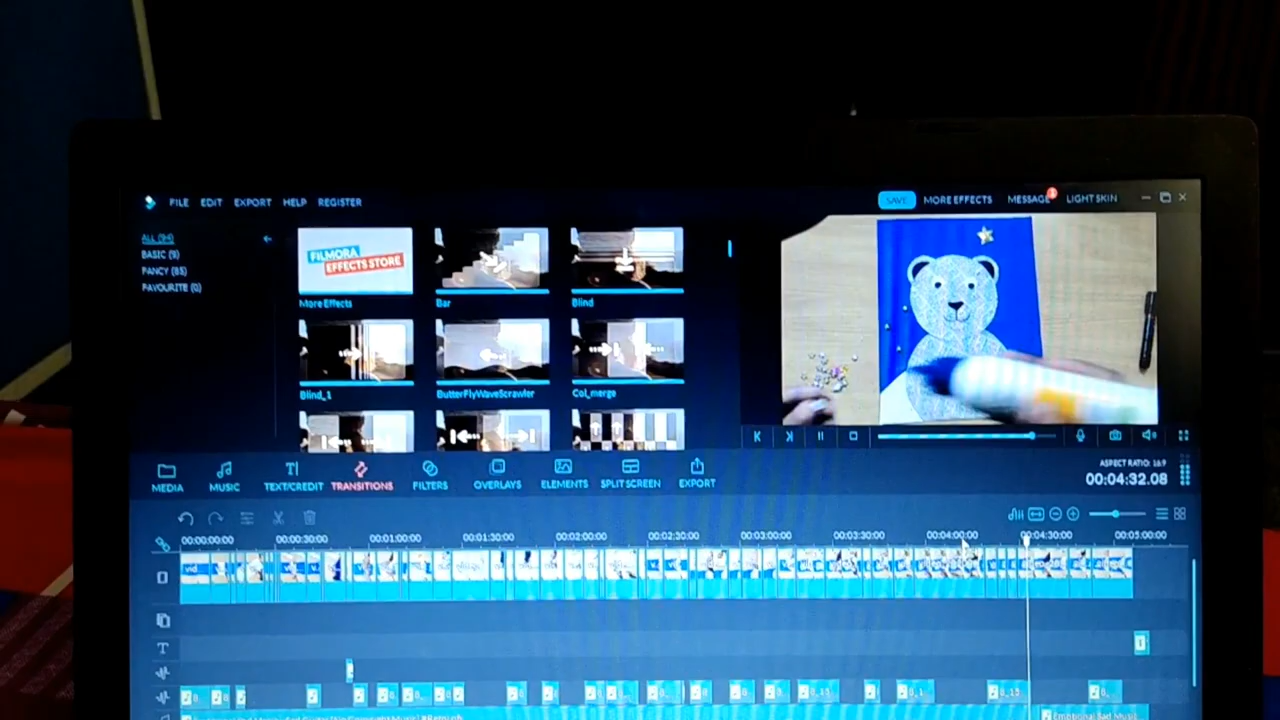 FILE EDIT EXPORT HELP REGISTER
SAVE MORE EFFECTS MESSAGE 1 LIGHT SKIN
ALL (94)
BASIC (9)
FANCY (85)
FAVOURITE (0)
FILMORA
EFFECTS STORE
More Effects Bar Blind
Blind_1 ButterFlyWaveScrawler Col_merge
MEDIA MUSIC TEXT/CREDIT TRANSITIONS FILTERS OVERLAYS ELEMENTS SPLIT SCREEN EXPORT
ASPECT RATIO: 16:9
00:04:32.08
00:00:00:00 00:00:30:00 00:01:00:00 00:01:30:00 00:02:00:00 00:02:30:00 00:03:00:00 00:03:30:00 00:04:00:00 00:04:30:00 00:05:00:00
Emotional Sad Music